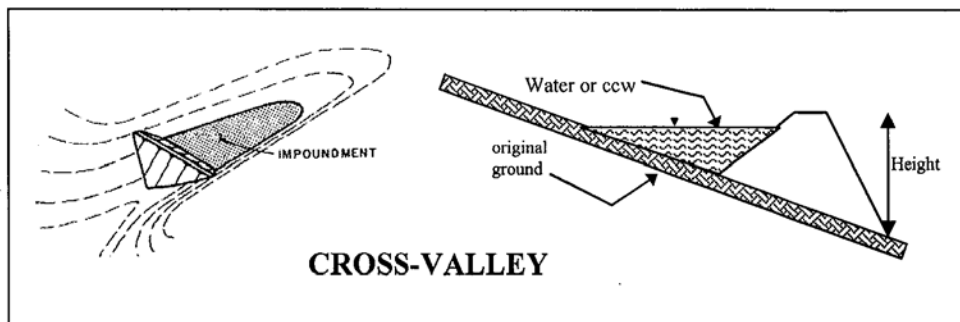 IMPOUNDMENT
Water or ccw
original
ground
Height
CROSS-VALLEY